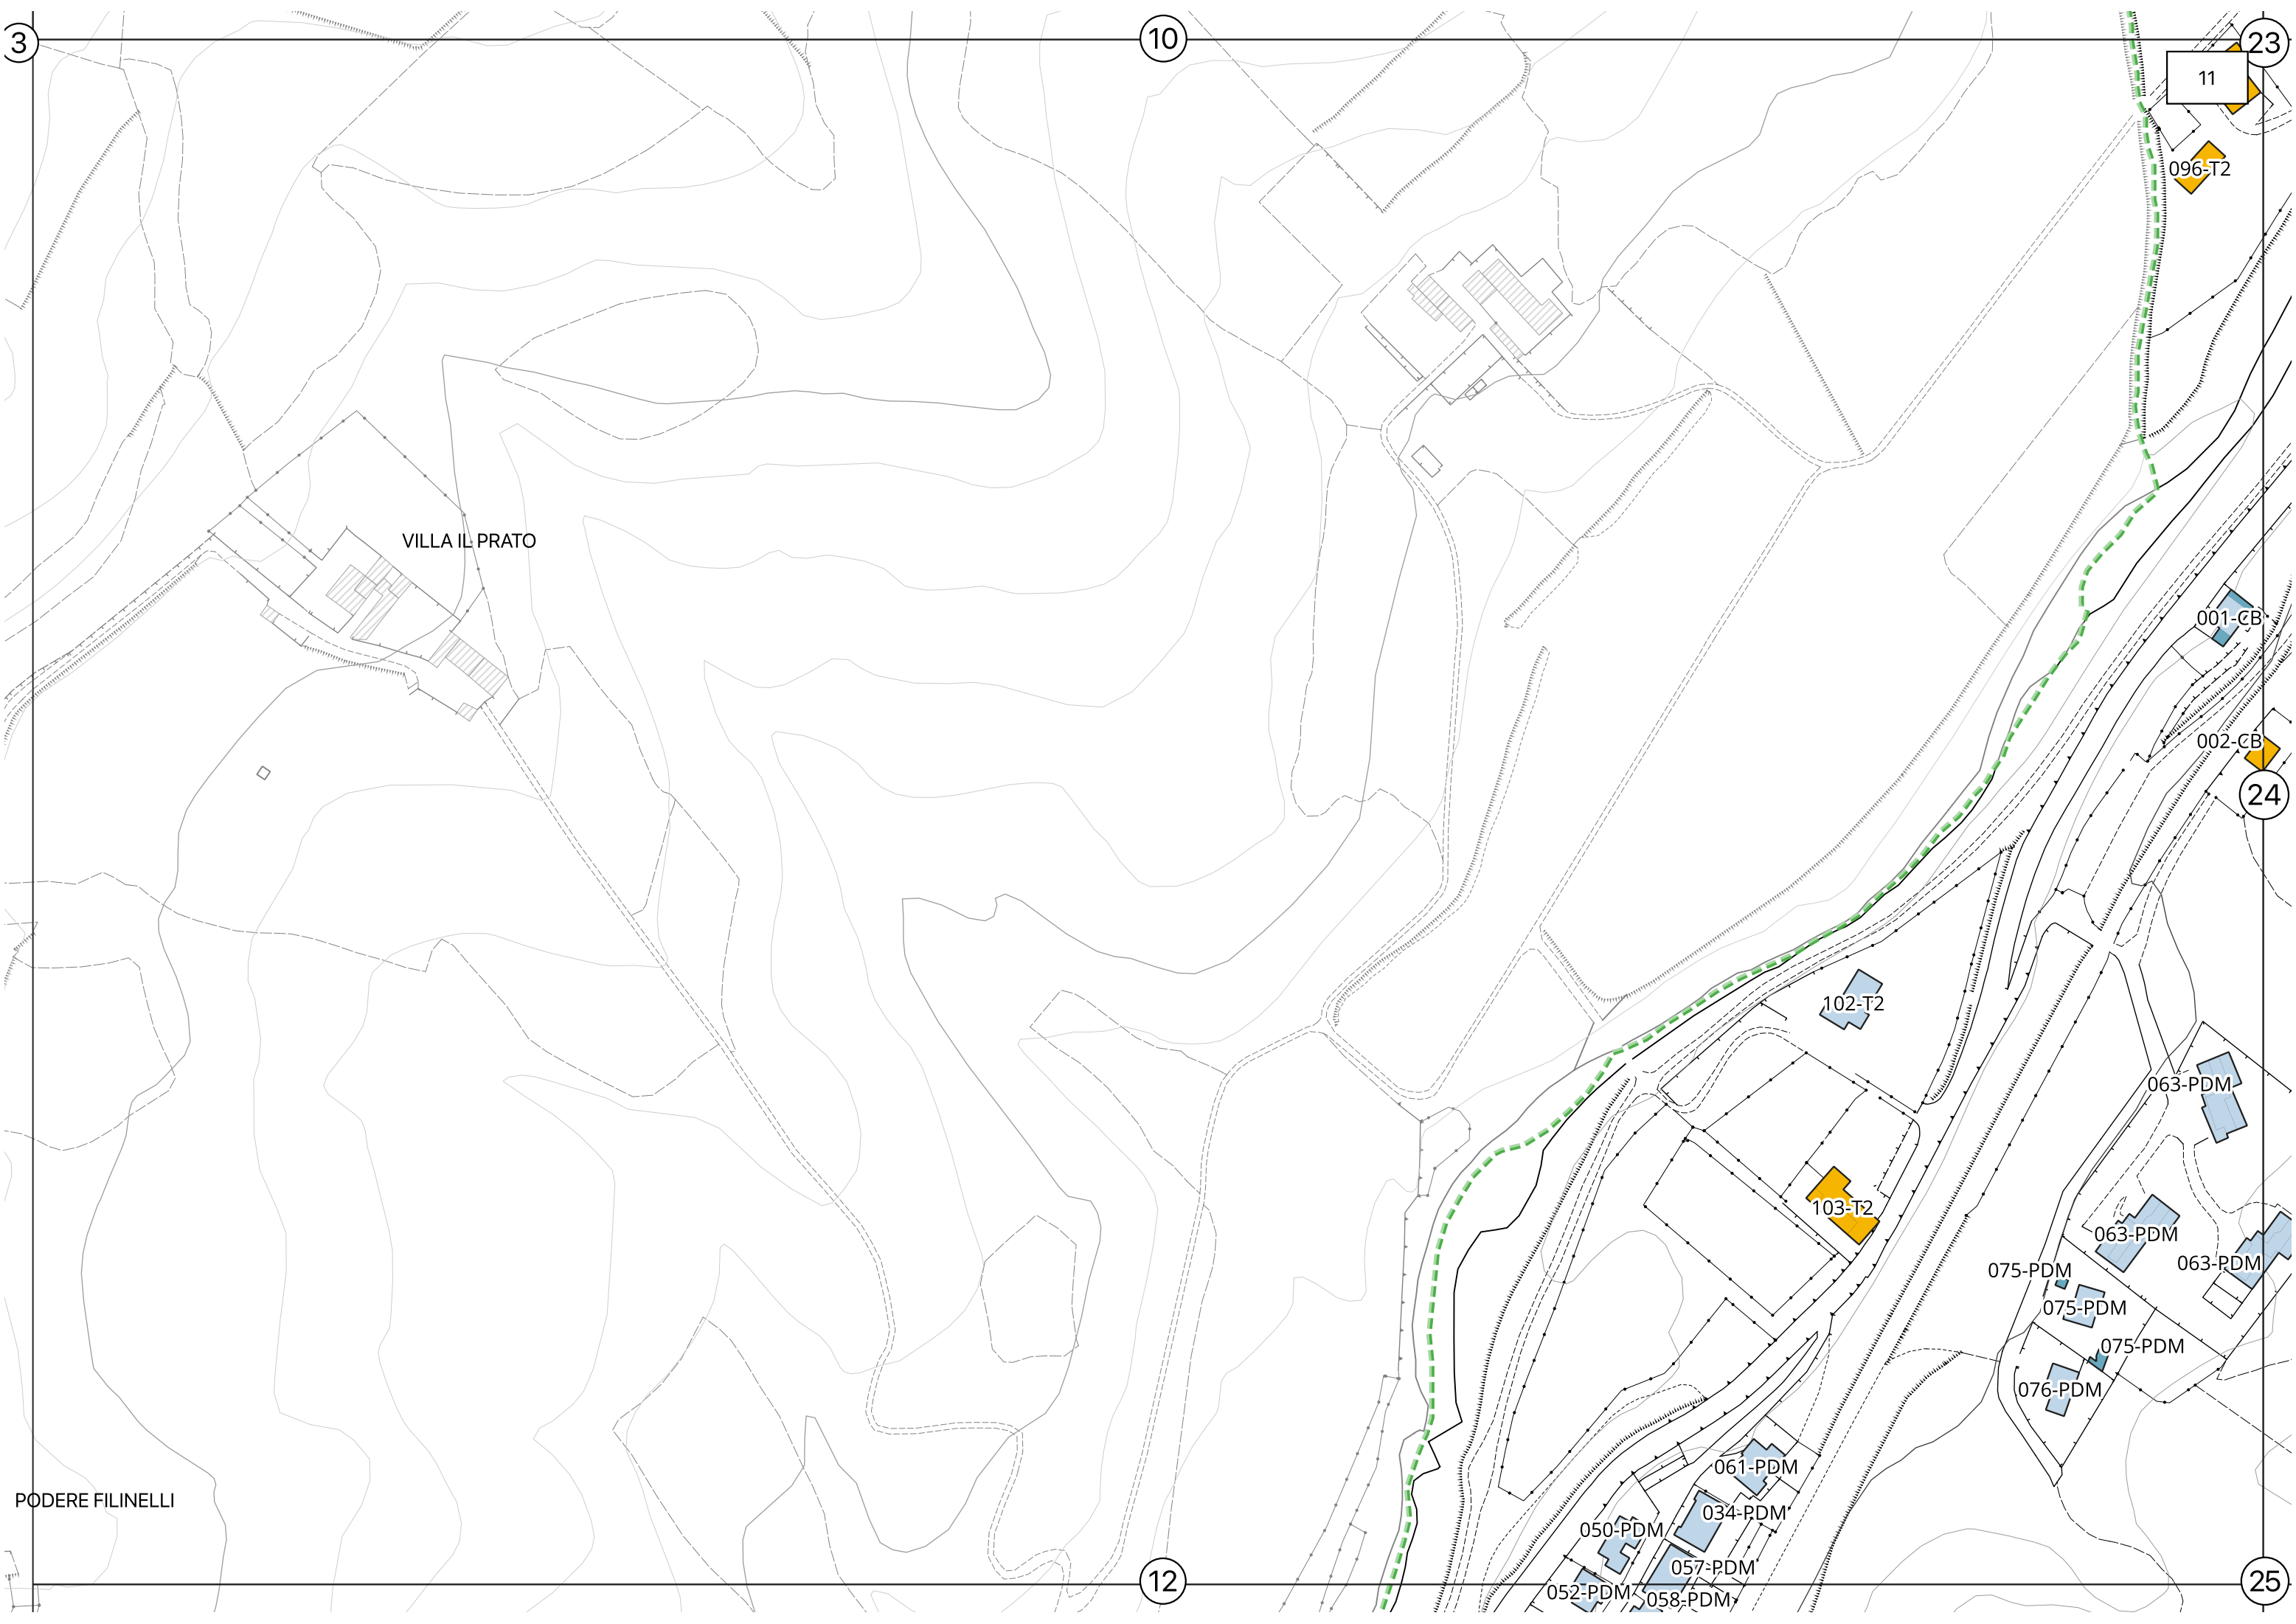 3
10
23
11
096-T2
VILLA IL PRATO
001-CB
002-CB
24
102-T2
063-PDM
103-T2
063-PDM
063-PDM
075-PDM
075-PDM
075-PDM
076-PDM
061-PDM
PODERE FILINELLI
034-PDM
050-PDM
057-PDM
12
25
052-PDM
058-PDM